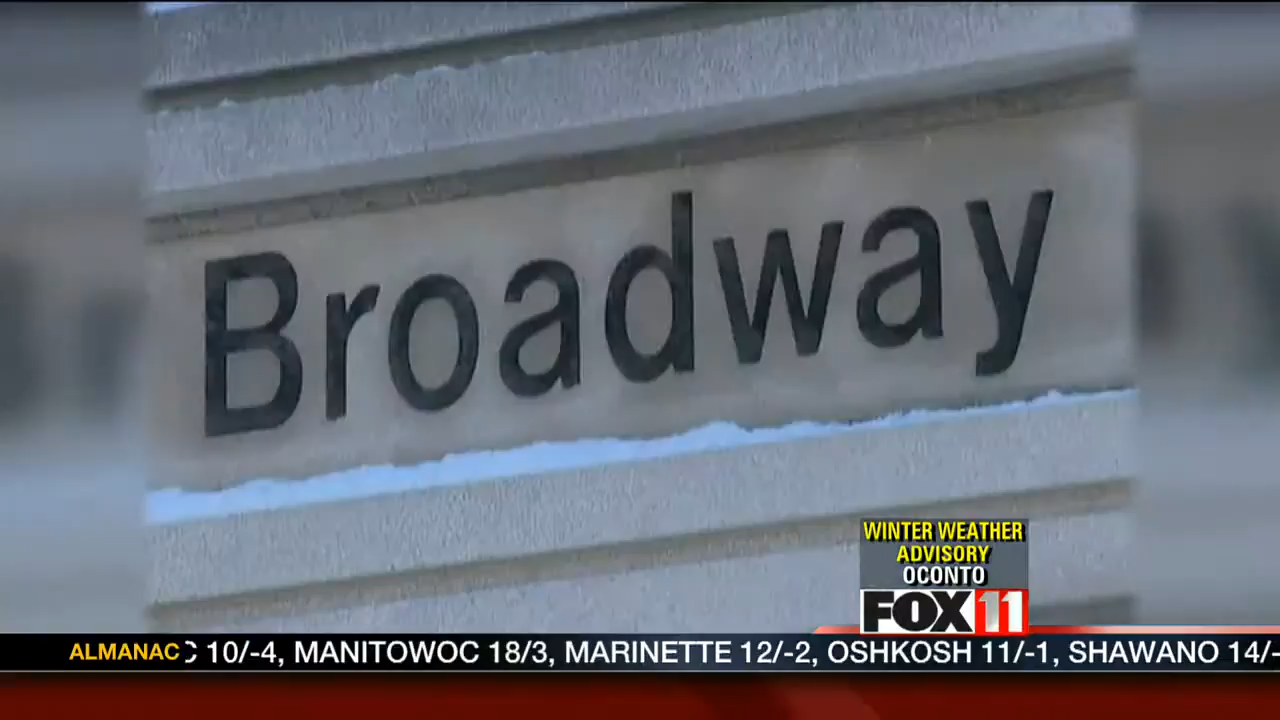 Broadway
WINTER WEATHER
ADVISORY
OCONTO
FOX 11
ALMANAC 10/-4, MANITOWOC 18/3, MARINETTE 12/-2, OSHKOSH 11/-1, SHAWANO 14/-